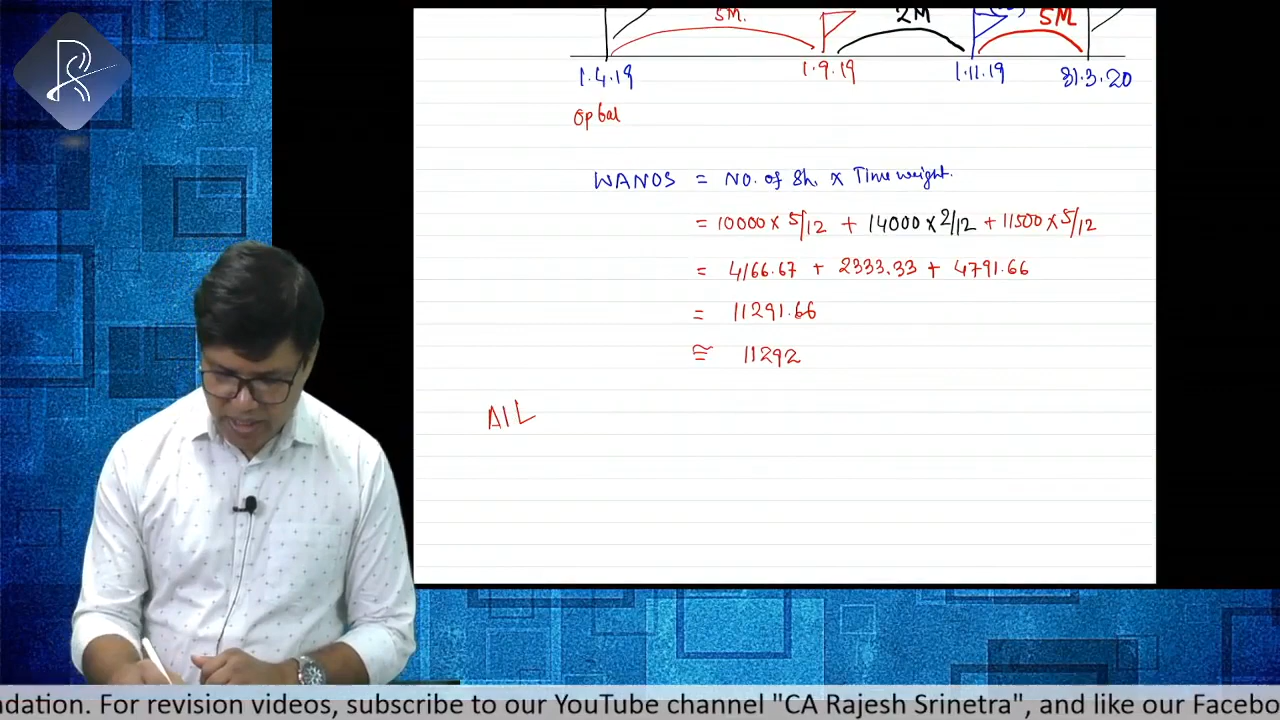 5M. 2M 5M
1.4.19 1.9.19 1.11.19 31.3.20
op bal
WANOS = NO. of Sh. x Time weight.
= 10000 x 5/12 + 14000 x 2/12 + 11500 x 5/12
= 4166.67 + 2333.33 + 4791.66
= 11291.66
≅ 11292
AIL
ndation. For revision videos, subscribe to our YouTube channel "CA Rajesh Srinetra", and like our Facebo